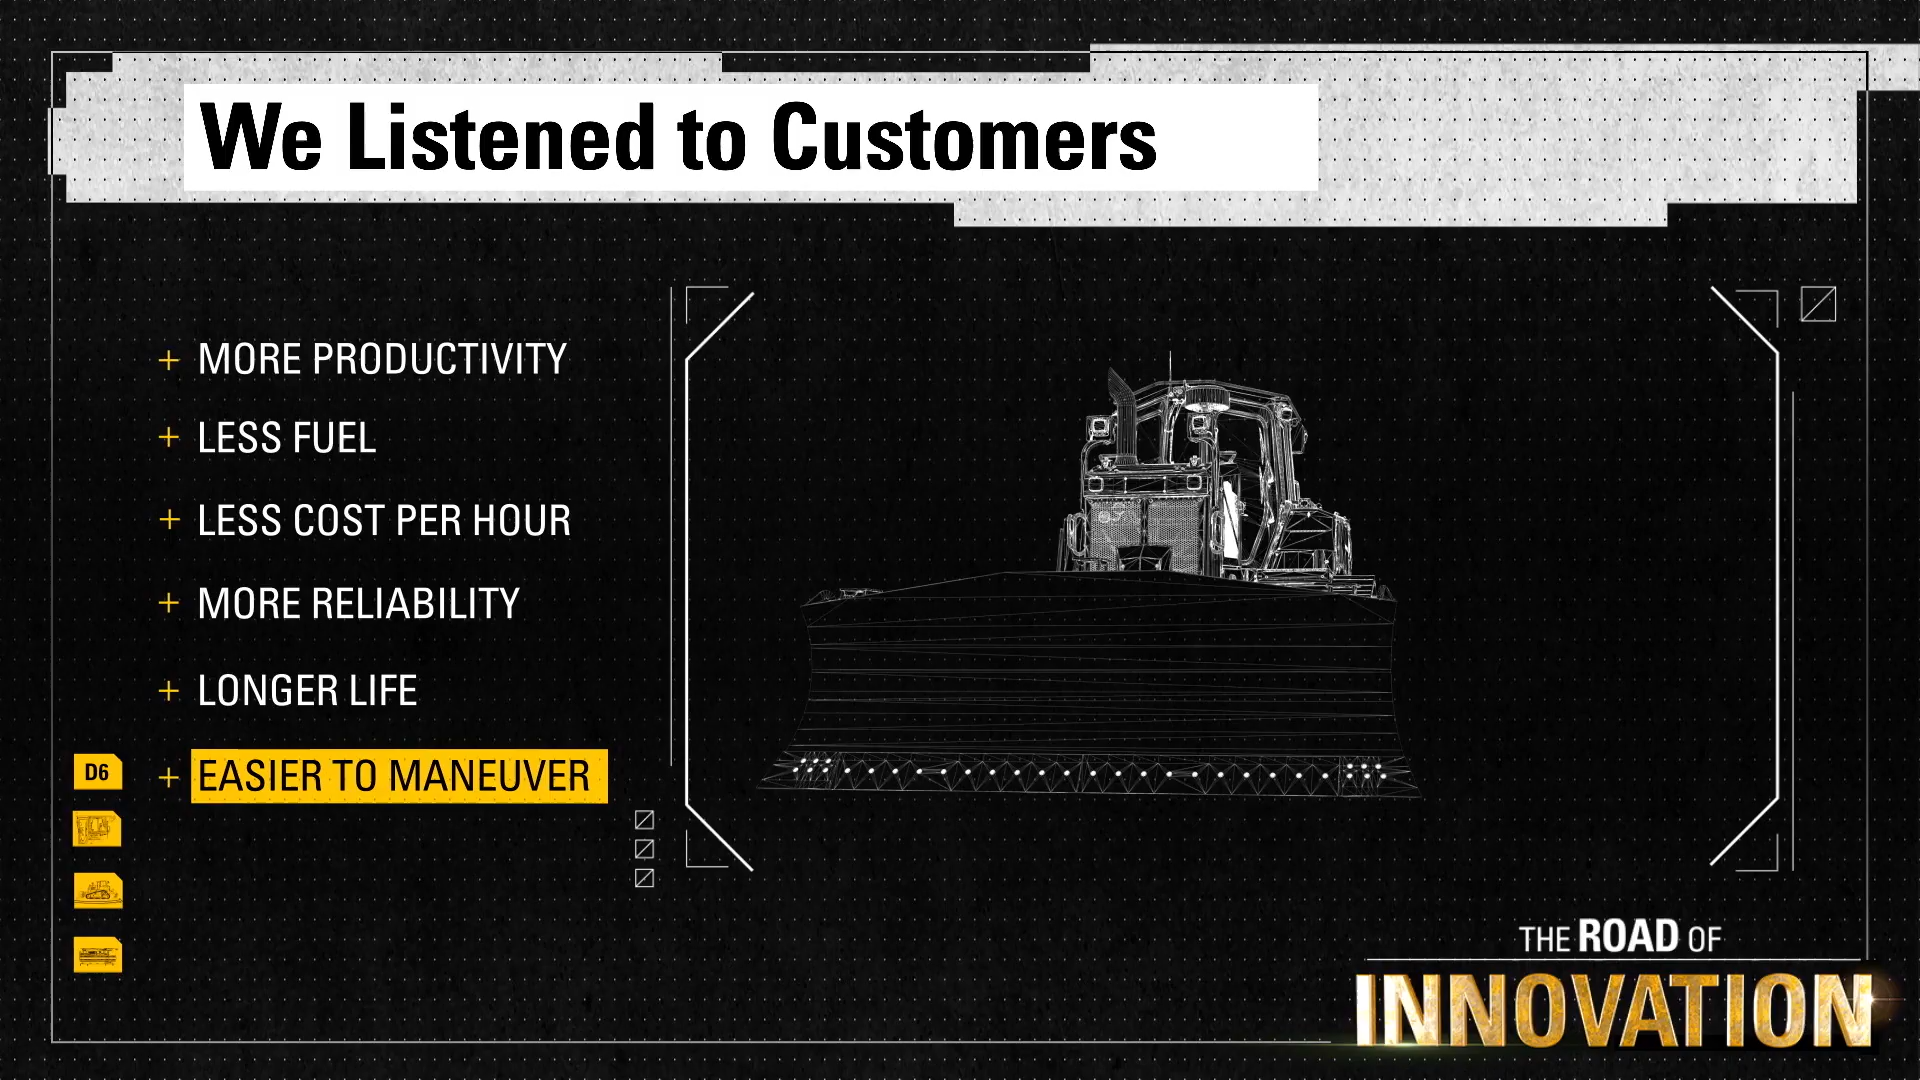 We Listened to Customers
+ MORE PRODUCTIVITY
+ LESS FUEL
+ LESS COST PER HOUR
+ MORE RELIABILITY
+ LONGER LIFE
D6
+ EASIER TO MANEUVER
THE ROAD OF
INNOVATION